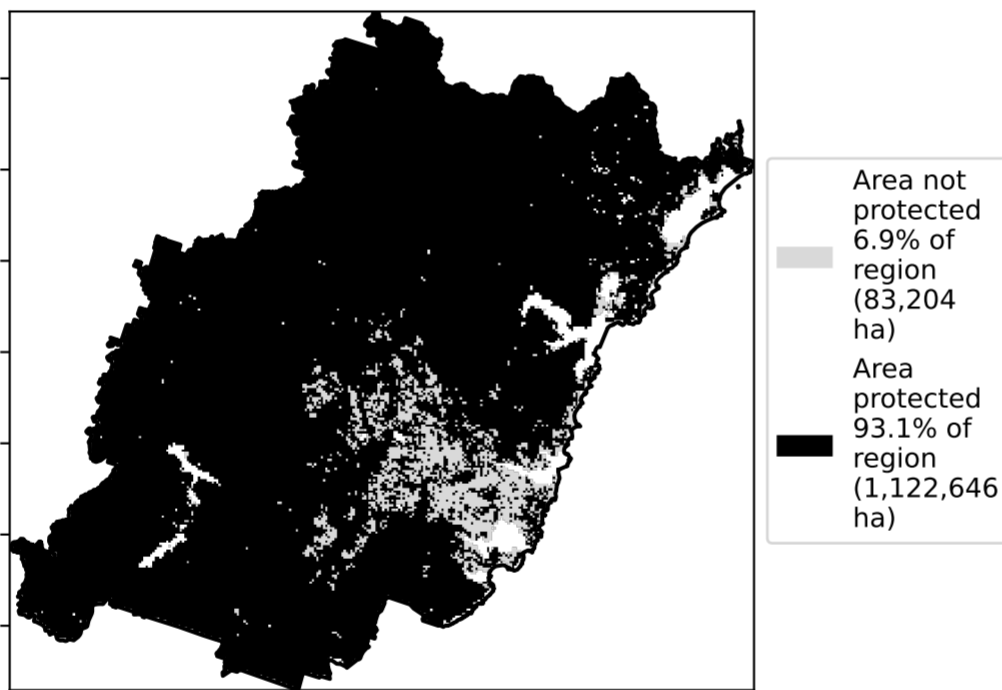 Area not
protected
6.9% of
region
(83,204
ha)
Area
protected
93.1% of
region
(1,122,646
ha)